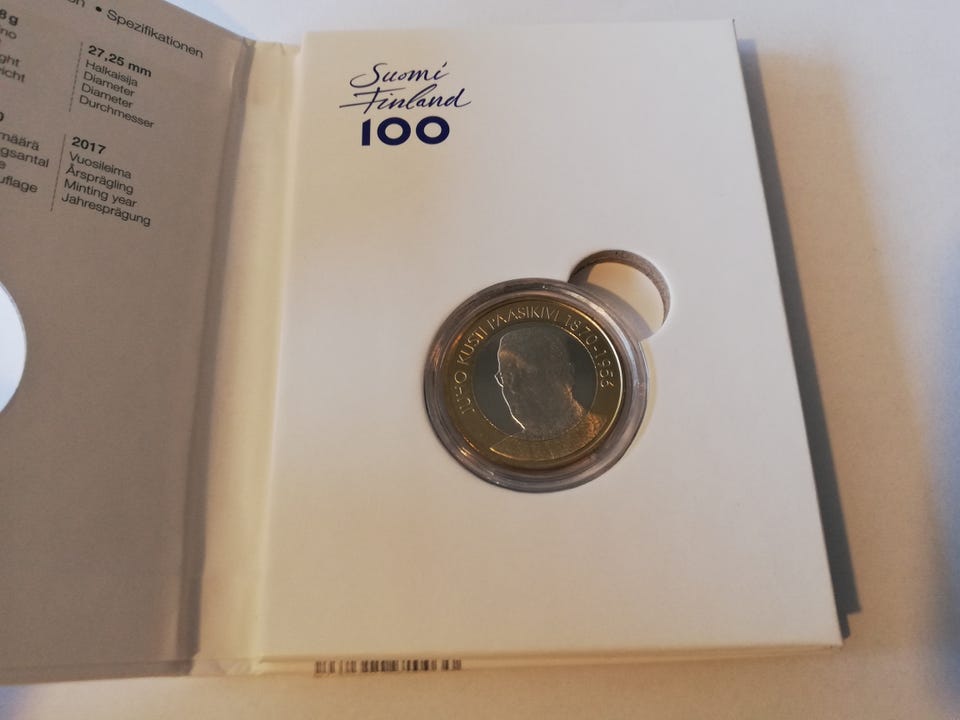 • Spezifikationen
8 g
27,25 mm
Halkaisija
Diameter
Diameter
Durchmesser
2017
Vuosileima
Årsprägling
Minting year
Jahresprägung
Suomi
Finland
100
JUHO KUSTI PAASIKIVI 1870-1956